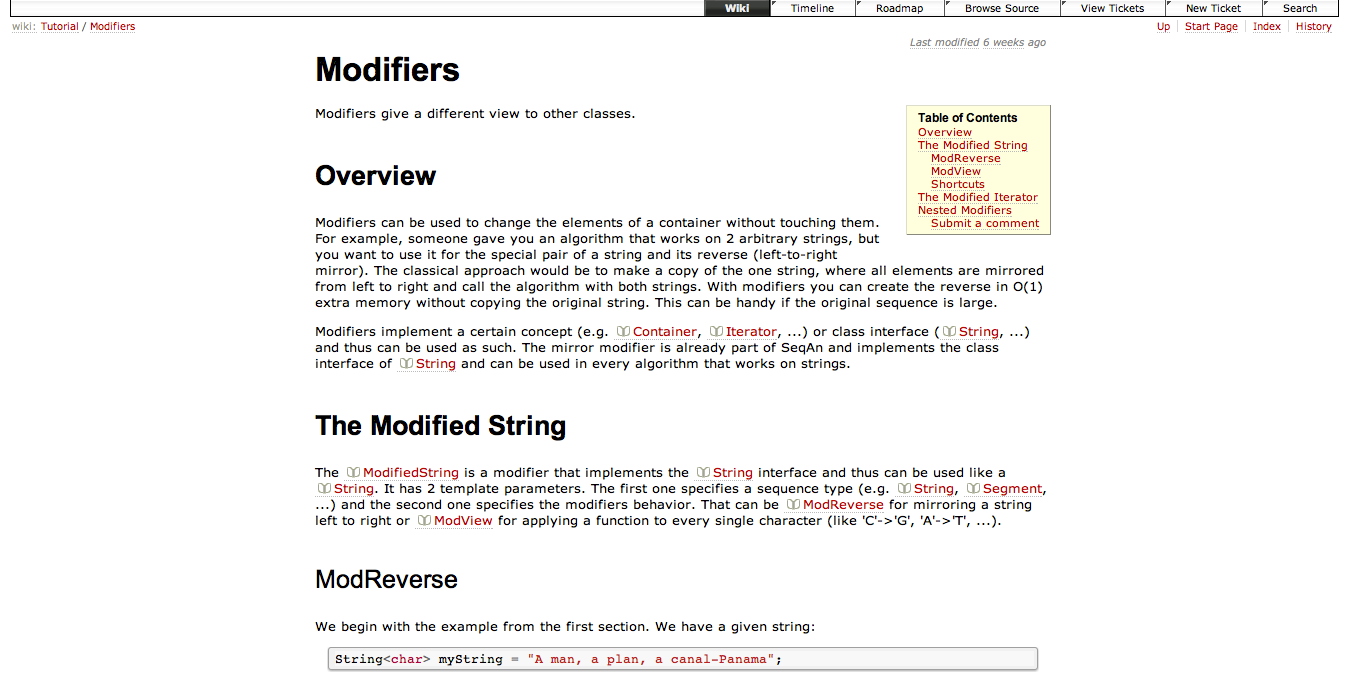 Wiki Timeline Roadmap Browse Source View Tickets New Ticket Search
wiki: Tutorial / Modifiers
Up Start Page Index History
Last modified 6 weeks ago
Modifiers
Modifiers give a different view to other classes.
Table of Contents
Overview
The Modified String
ModReverse
ModView
Shortcuts
The Modified Iterator
Nested Modifiers
Submit a comment
Overview
Modifiers can be used to change the elements of a container without touching them.
For example, someone gave you an algorithm that works on 2 arbitrary strings, but
you want to use it for the special pair of a string and its reverse (left-to-right
mirror). The classical approach would be to make a copy of the one string, where all elements are mirrored
from left to right and call the algorithm with both strings. With modifiers you can create the reverse in O(1)
extra memory without copying the original string. This can be handy if the original sequence is large.
Modifiers implement a certain concept (e.g. Container, Iterator, ...) or class interface (String, ...)
and thus can be used as such. The mirror modifier is already part of SeqAn and implements the class
interface of String and can be used in every algorithm that works on strings.
The Modified String
The ModifiedString is a modifier that implements the String interface and thus can be used like a
String. It has 2 template parameters. The first one specifies a sequence type (e.g. String, Segment,
...) and the second one specifies the modifiers behavior. That can be ModReverse for mirroring a string
left to right or ModView for applying a function to every single character (like 'C'->'G', 'A'->'T', ...).
ModReverse
We begin with the example from the first section. We have a given string:
String<char> myString = "A man, a plan, a canal-Panama";